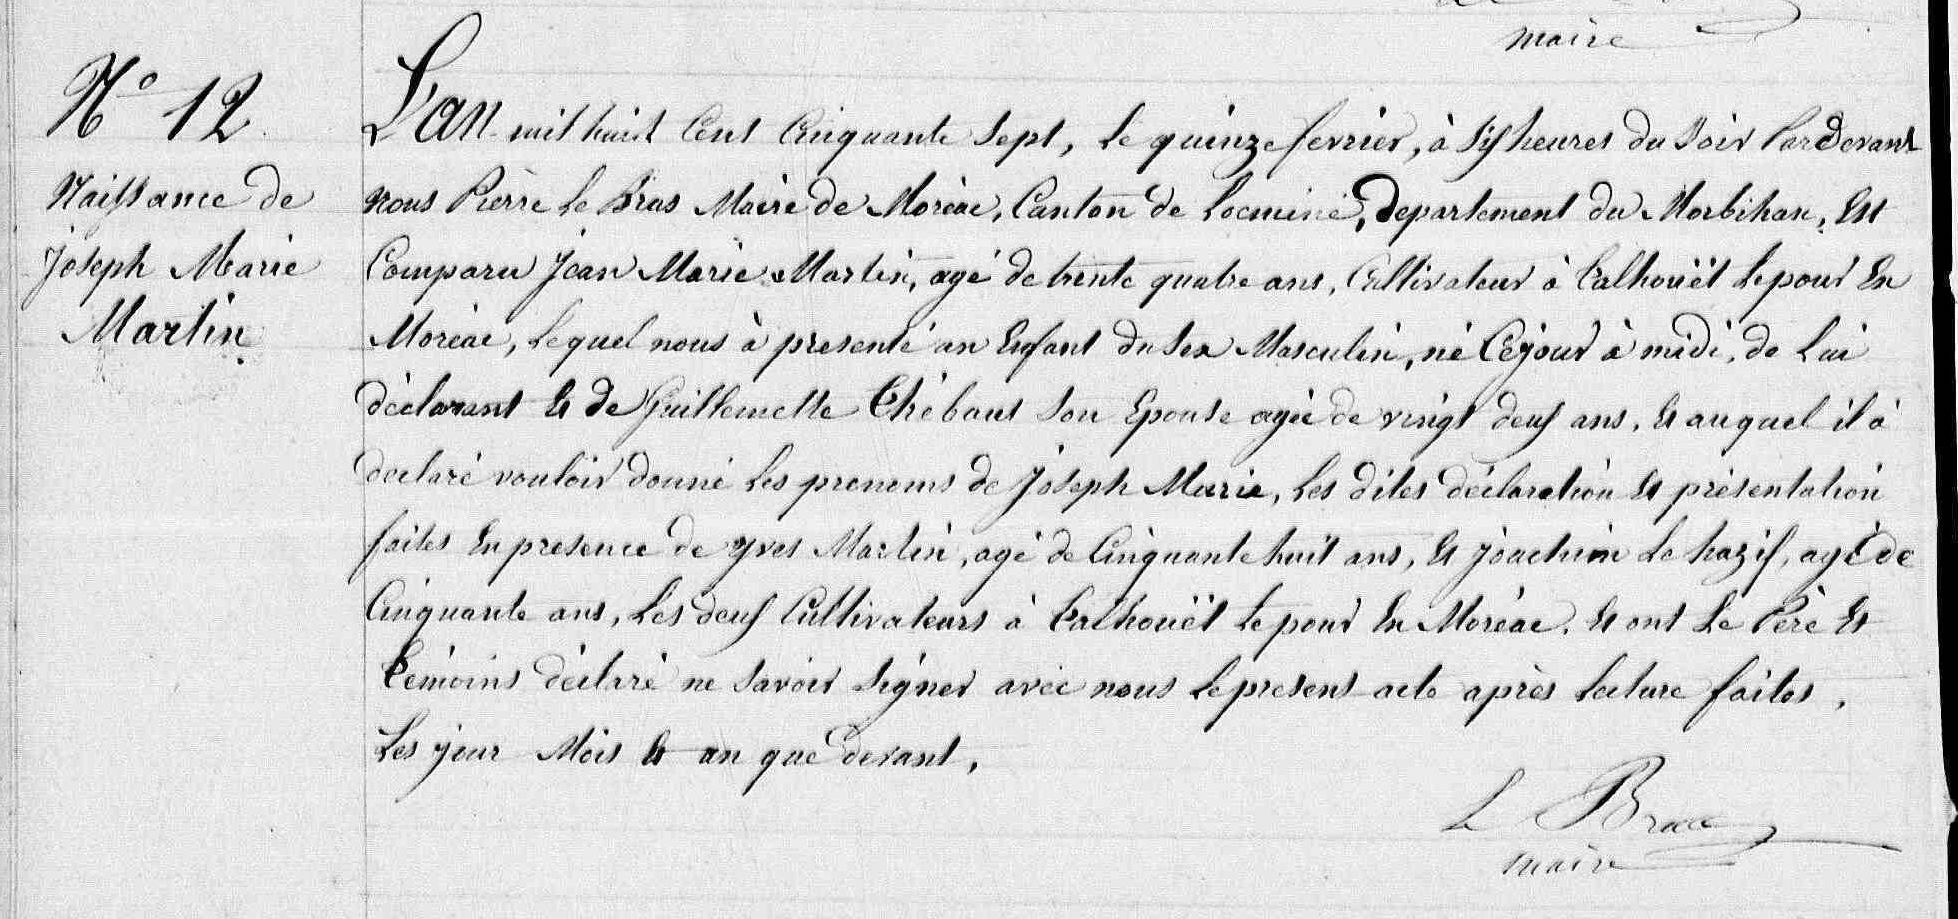 maire
N° 12
Naissance de
Joseph Marie
Martin
L'an mil huit Cent Cinquante Sept, le quinze fevrier, à Six heures du Soir Par Devant
nous Pierre Le Bras Maire de Moréac, Canton de Locminé, departement du Morbihan, Est
Comparu Jean Marie Martin, agé de trente quatre ans, Cultivateur à Talhouët Lepour En
Moréac, Lequel nous à presenté un Enfant du Sex Masculin, né Cejour à midi, de Lui
déclarant Et de Guillemette Thébaut Son Epouse agée de vingt deux ans, Et auquel il à
declaré vouloir donné Les prenoms de Joseph Marie, Les dites déclaration Et présentation
faites En presence de yves Martin, agé de Cinquante huit ans, Et Joachim Le hazif, agé de
Cinquante ans, Les deux Cultivateurs à Talhouët Le pour En Moréac. Et ont Le Pére Et
témoins déclaré ne Savoir Signer avec nous Le present acte après Lecture faites,
Les jour Mois Et an que devant,
Le Bras
maire